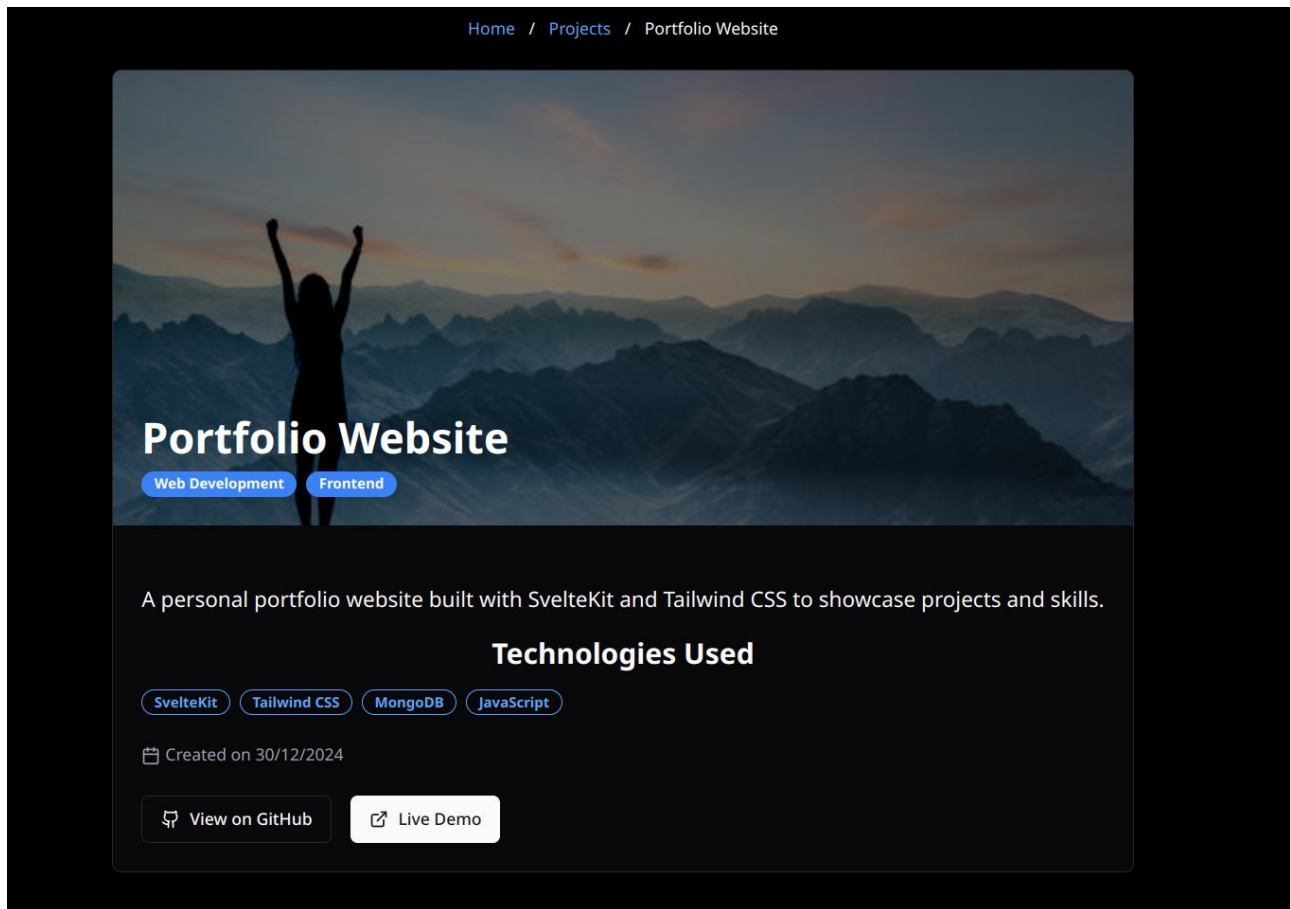 Home / Projects / Portfolio Website
Portfolio Website
Web Development Frontend
A personal portfolio website built with SvelteKit and Tailwind CSS to showcase projects and skills.
Technologies Used
SvelteKit Tailwind CSS MongoDB JavaScript
Created on 30/12/2024
View on GitHub Live Demo